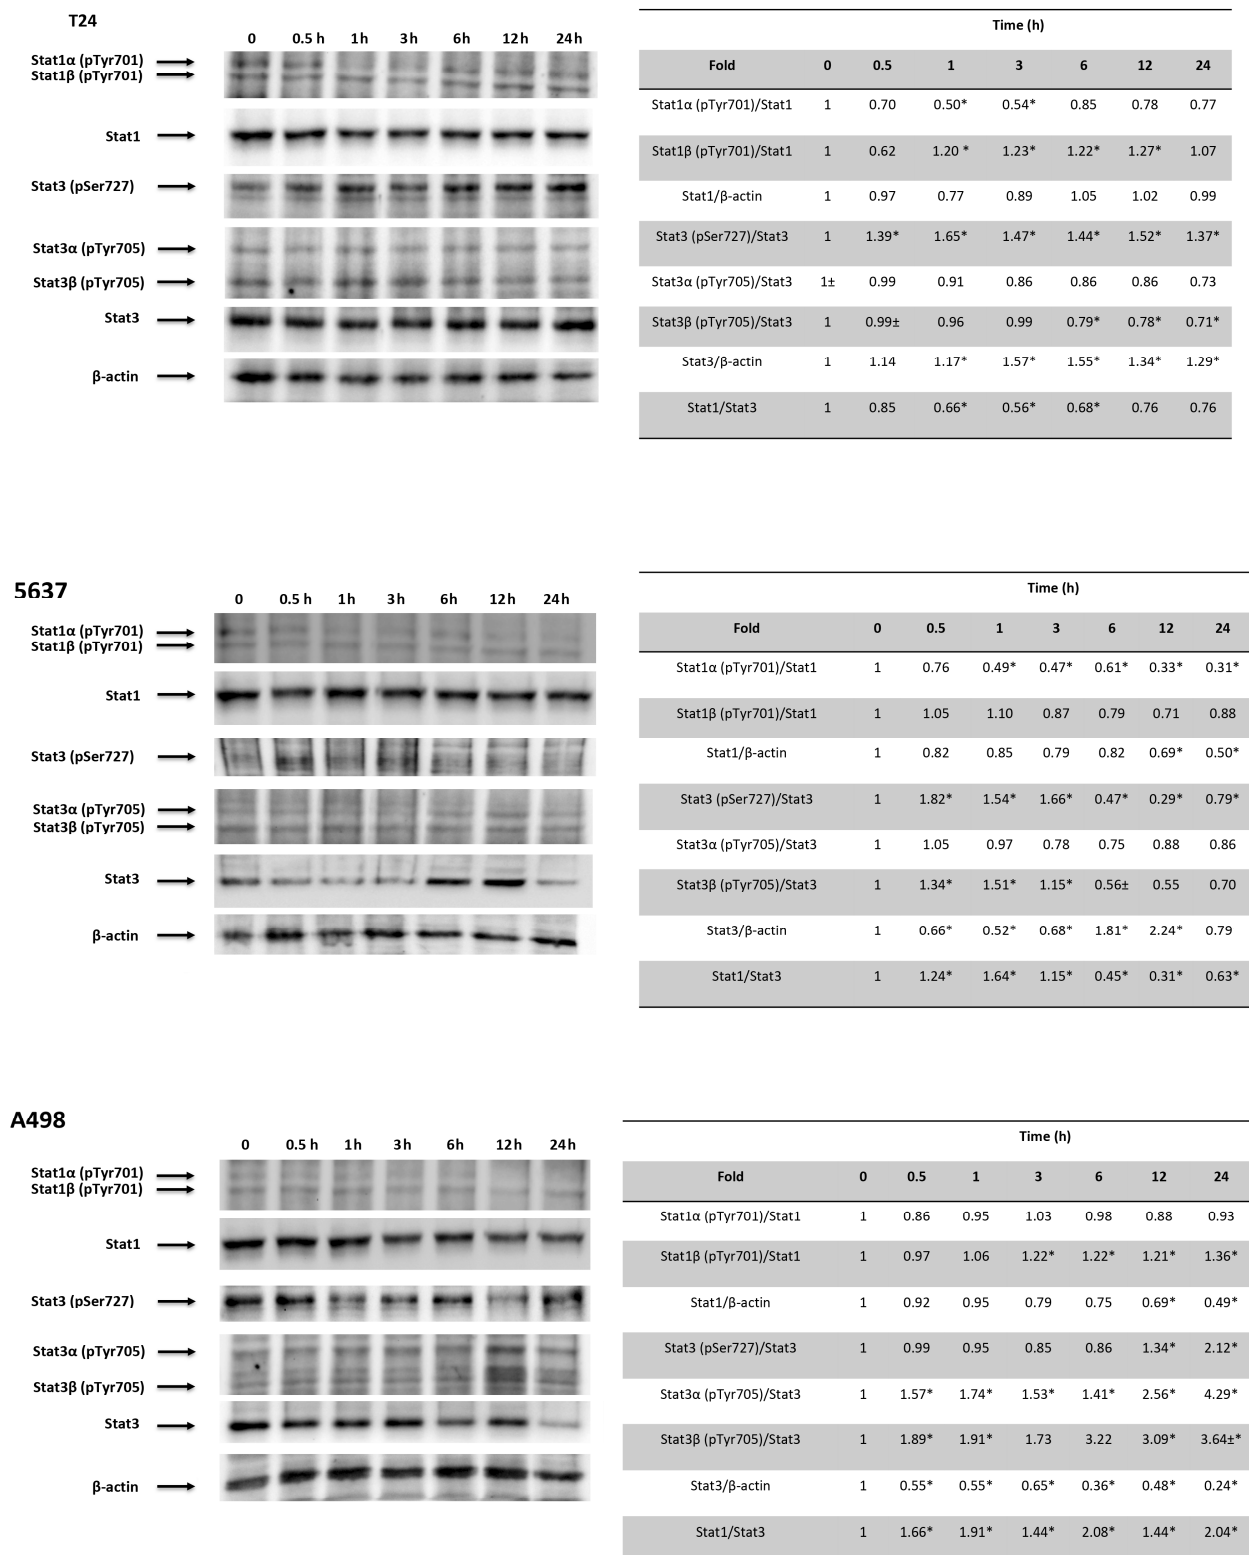 T24
0 0.5 h 1h 3h 6h 12h 24h
Stat1α (pTyr701)
Stat1β (pTyr701)
Stat1
Stat3 (pSer727)
Stat3α (pTyr705)
Stat3β (pTyr705)
Stat3
β-actin
Time (h)
Fold 0 0.5 1 3 6 12 24
Stat1α (pTyr701)/Stat1 1 0.70 0.50* 0.54* 0.85 0.78 0.77
Stat1β (pTyr701)/Stat1 1 0.62 1.20 * 1.23* 1.22* 1.27* 1.07
Stat1/β-actin 1 0.97 0.77 0.89 1.05 1.02 0.99
Stat3 (pSer727)/Stat3 1 1.39* 1.65* 1.47* 1.44* 1.52* 1.37*
Stat3α (pTyr705)/Stat3 1± 0.99 0.91 0.86 0.86 0.86 0.73
Stat3β (pTyr705)/Stat3 1 0.99± 0.96 0.99 0.79* 0.78* 0.71*
Stat3/β-actin 1 1.14 1.17* 1.57* 1.55* 1.34* 1.29*
Stat1/Stat3 1 0.85 0.66* 0.56* 0.68* 0.76 0.76
5637
0 0.5 h 1h 3h 6h 12h 24h
Stat1α (pTyr701)
Stat1β (pTyr701)
Stat1
Stat3 (pSer727)
Stat3α (pTyr705)
Stat3β (pTyr705)
Stat3
β-actin
Time (h)
Fold 0 0.5 1 3 6 12 24
Stat1α (pTyr701)/Stat1 1 0.76 0.49* 0.47* 0.61* 0.33* 0.31*
Stat1β (pTyr701)/Stat1 1 1.05 1.10 0.87 0.79 0.71 0.88
Stat1/β-actin 1 0.82 0.85 0.79 0.82 0.69* 0.50*
Stat3 (pSer727)/Stat3 1 1.82* 1.54* 1.66* 0.47* 0.29* 0.79*
Stat3α (pTyr705)/Stat3 1 1.05 0.97 0.78 0.75 0.88 0.86
Stat3β (pTyr705)/Stat3 1 1.34* 1.51* 1.15* 0.56± 0.55 0.70
Stat3/β-actin 1 0.66* 0.52* 0.68* 1.81* 2.24* 0.79
Stat1/Stat3 1 1.24* 1.64* 1.15* 0.45* 0.31* 0.63*
A498
0 0.5 h 1h 3h 6h 12h 24h
Stat1α (pTyr701)
Stat1β (pTyr701)
Stat1
Stat3 (pSer727)
Stat3α (pTyr705)
Stat3β (pTyr705)
Stat3
β-actin
Time (h)
Fold 0 0.5 1 3 6 12 24
Stat1α (pTyr701)/Stat1 1 0.86 0.95 1.03 0.98 0.88 0.93
Stat1β (pTyr701)/Stat1 1 0.97 1.06 1.22* 1.22* 1.21* 1.36*
Stat1/β-actin 1 0.92 0.95 0.79 0.75 0.69* 0.49*
Stat3 (pSer727)/Stat3 1 0.99 0.95 0.85 0.86 1.34* 2.12*
Stat3α (pTyr705)/Stat3 1 1.57* 1.74* 1.53* 1.41* 2.56* 4.29*
Stat3β (pTyr705)/Stat3 1 1.89* 1.91* 1.73 3.22 3.09* 3.64±*
Stat3/β-actin 1 0.55* 0.55* 0.65* 0.36* 0.48* 0.24*
Stat1/Stat3 1 1.66* 1.91* 1.44* 2.08* 1.44* 2.04*